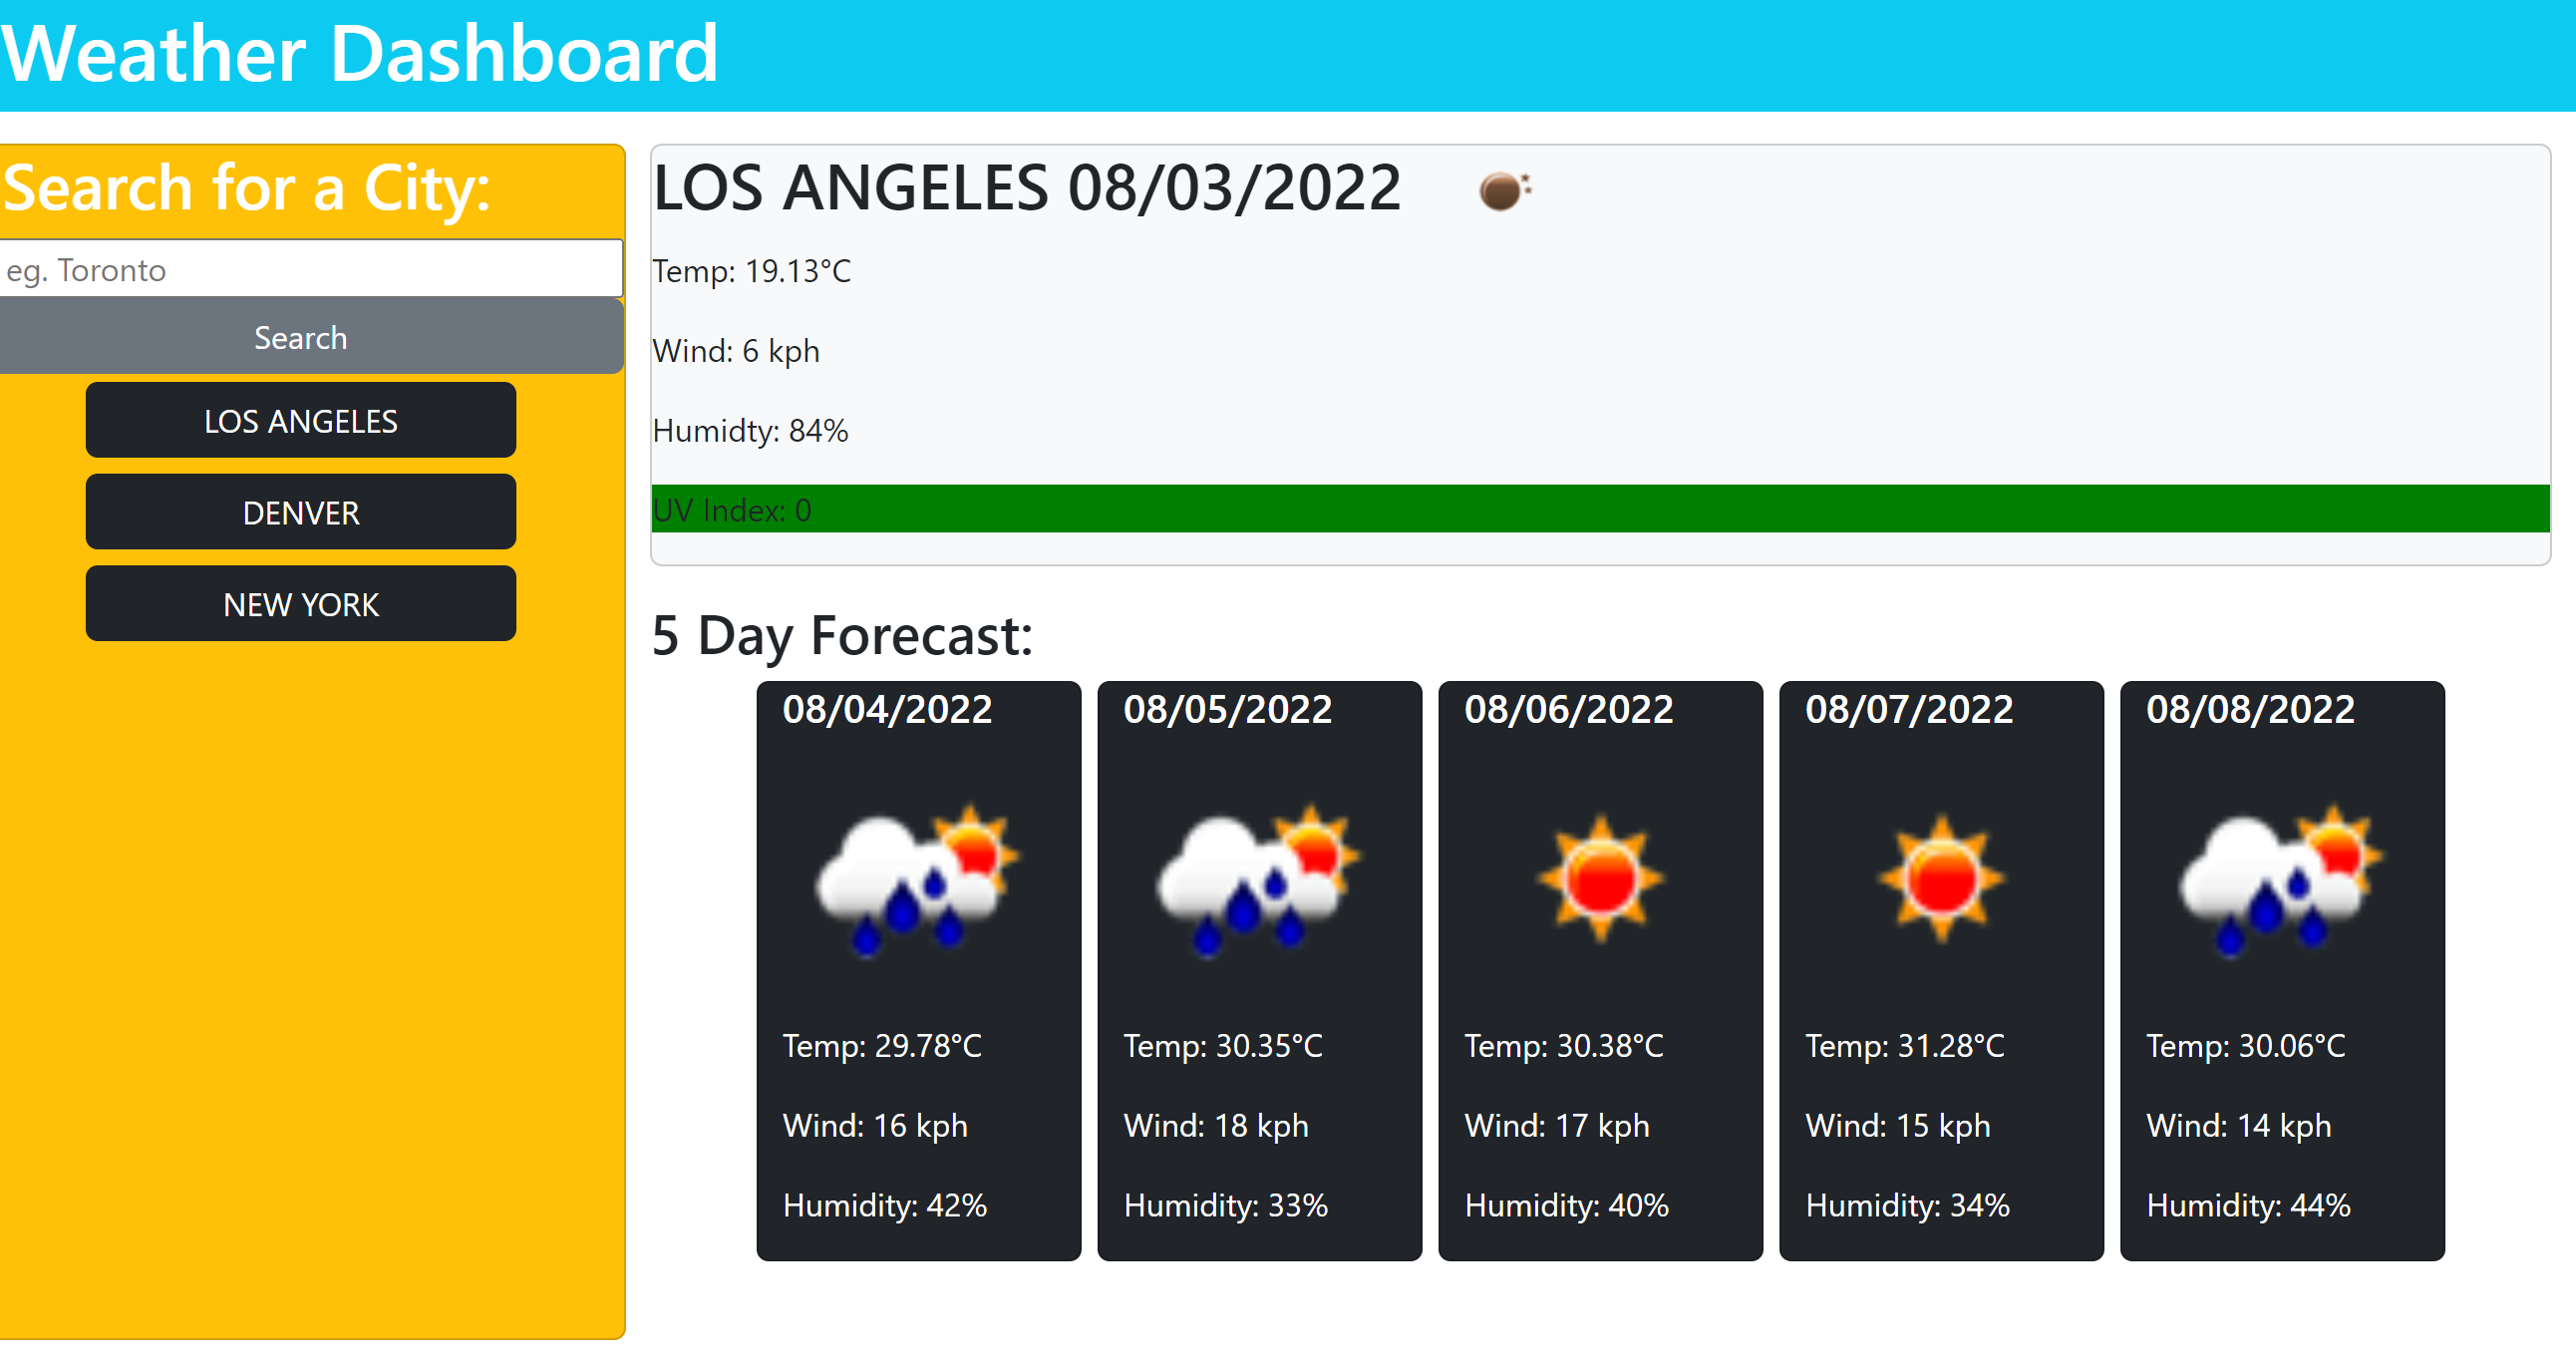 Weather Dashboard
Search for a City:
eg. Toronto
Search
LOS ANGELES
DENVER
NEW YORK
LOS ANGELES 08/03/2022
Temp: 19.13°C
Wind: 6 kph
Humidty: 84%
UV Index: 0
5 Day Forecast:
08/04/2022
Temp: 29.78°C
Wind: 16 kph
Humidity: 42%
08/05/2022
Temp: 30.35°C
Wind: 18 kph
Humidity: 33%
08/06/2022
Temp: 30.38°C
Wind: 17 kph
Humidity: 40%
08/07/2022
Temp: 31.28°C
Wind: 15 kph
Humidity: 34%
08/08/2022
Temp: 30.06°C
Wind: 14 kph
Humidity: 44%